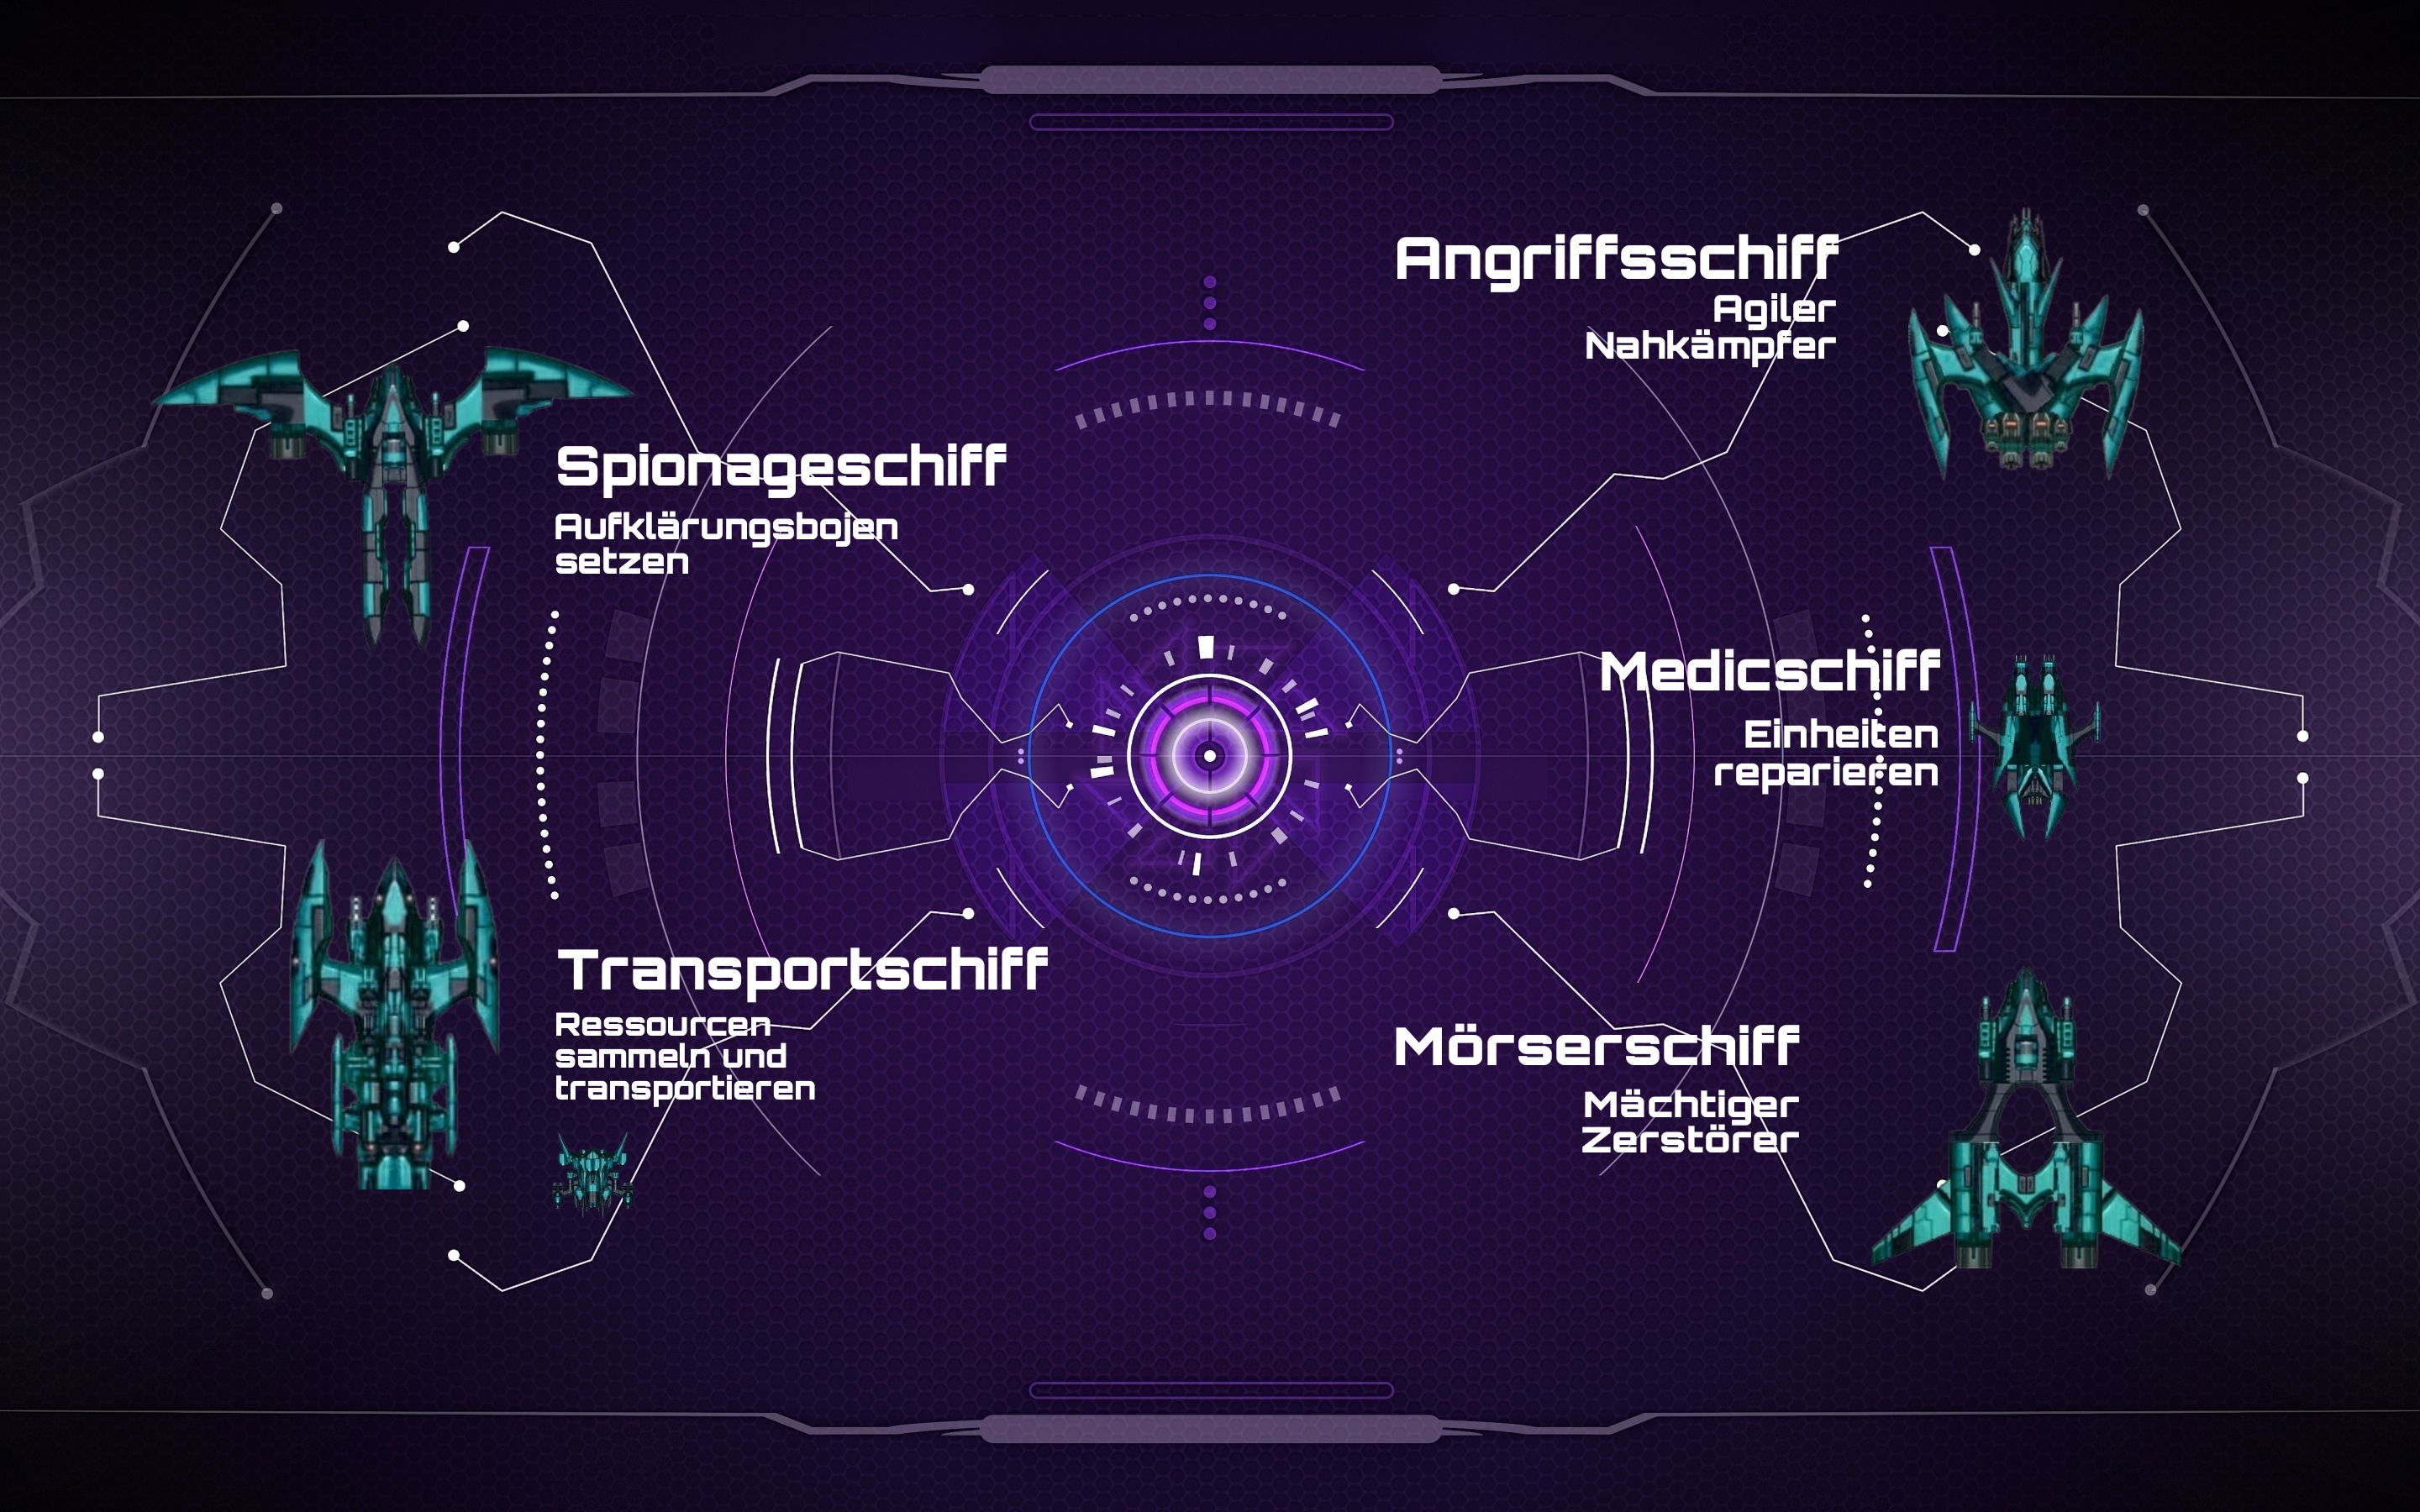 Spionageschiff
Aufklärungsbojen
setzen
Transportschiff
Ressourcen
sammeln und
transportieren
Angriffsschiff
Agiler
Nahkämpfer
Medicschiff
Einheiten
reparieren
Mörserschiff
Mächtiger
Zerstörer